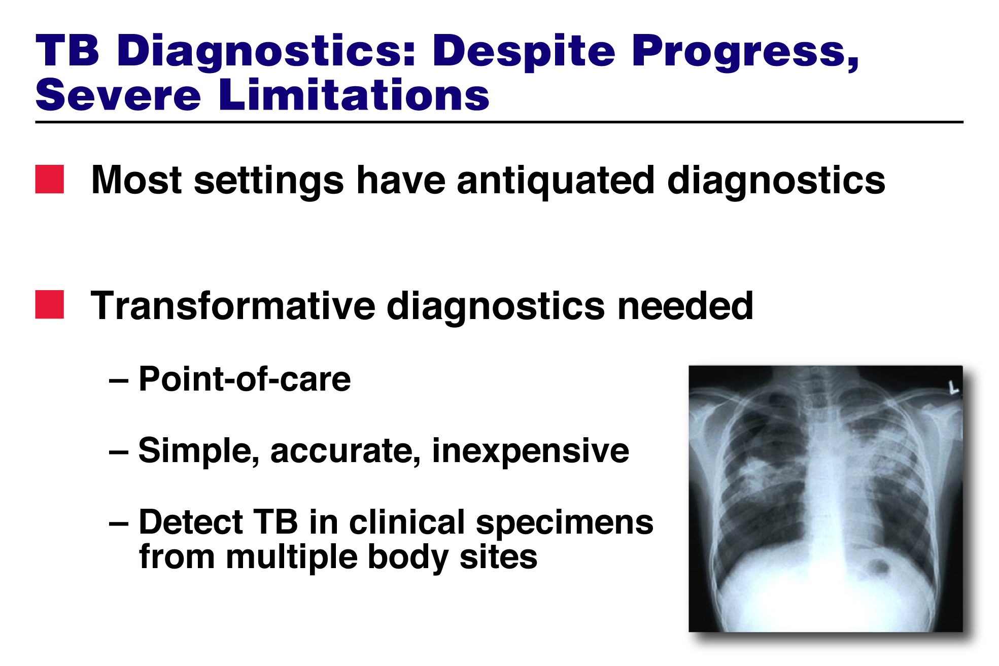 TB Diagnostics: Despite Progress,
Severe Limitations
Most settings have antiquated diagnostics
Transformative diagnostics needed
– Point-of-care
– Simple, accurate, inexpensive
– Detect TB in clinical specimens
from multiple body sites
L